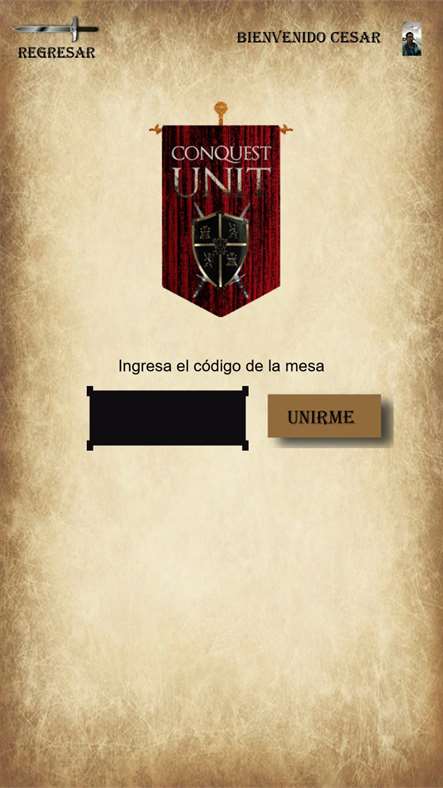 BIENVENIDO CESAR
REGRESAR
CONQUEST
UNIT
Ingresa el código de la mesa
UNIRME